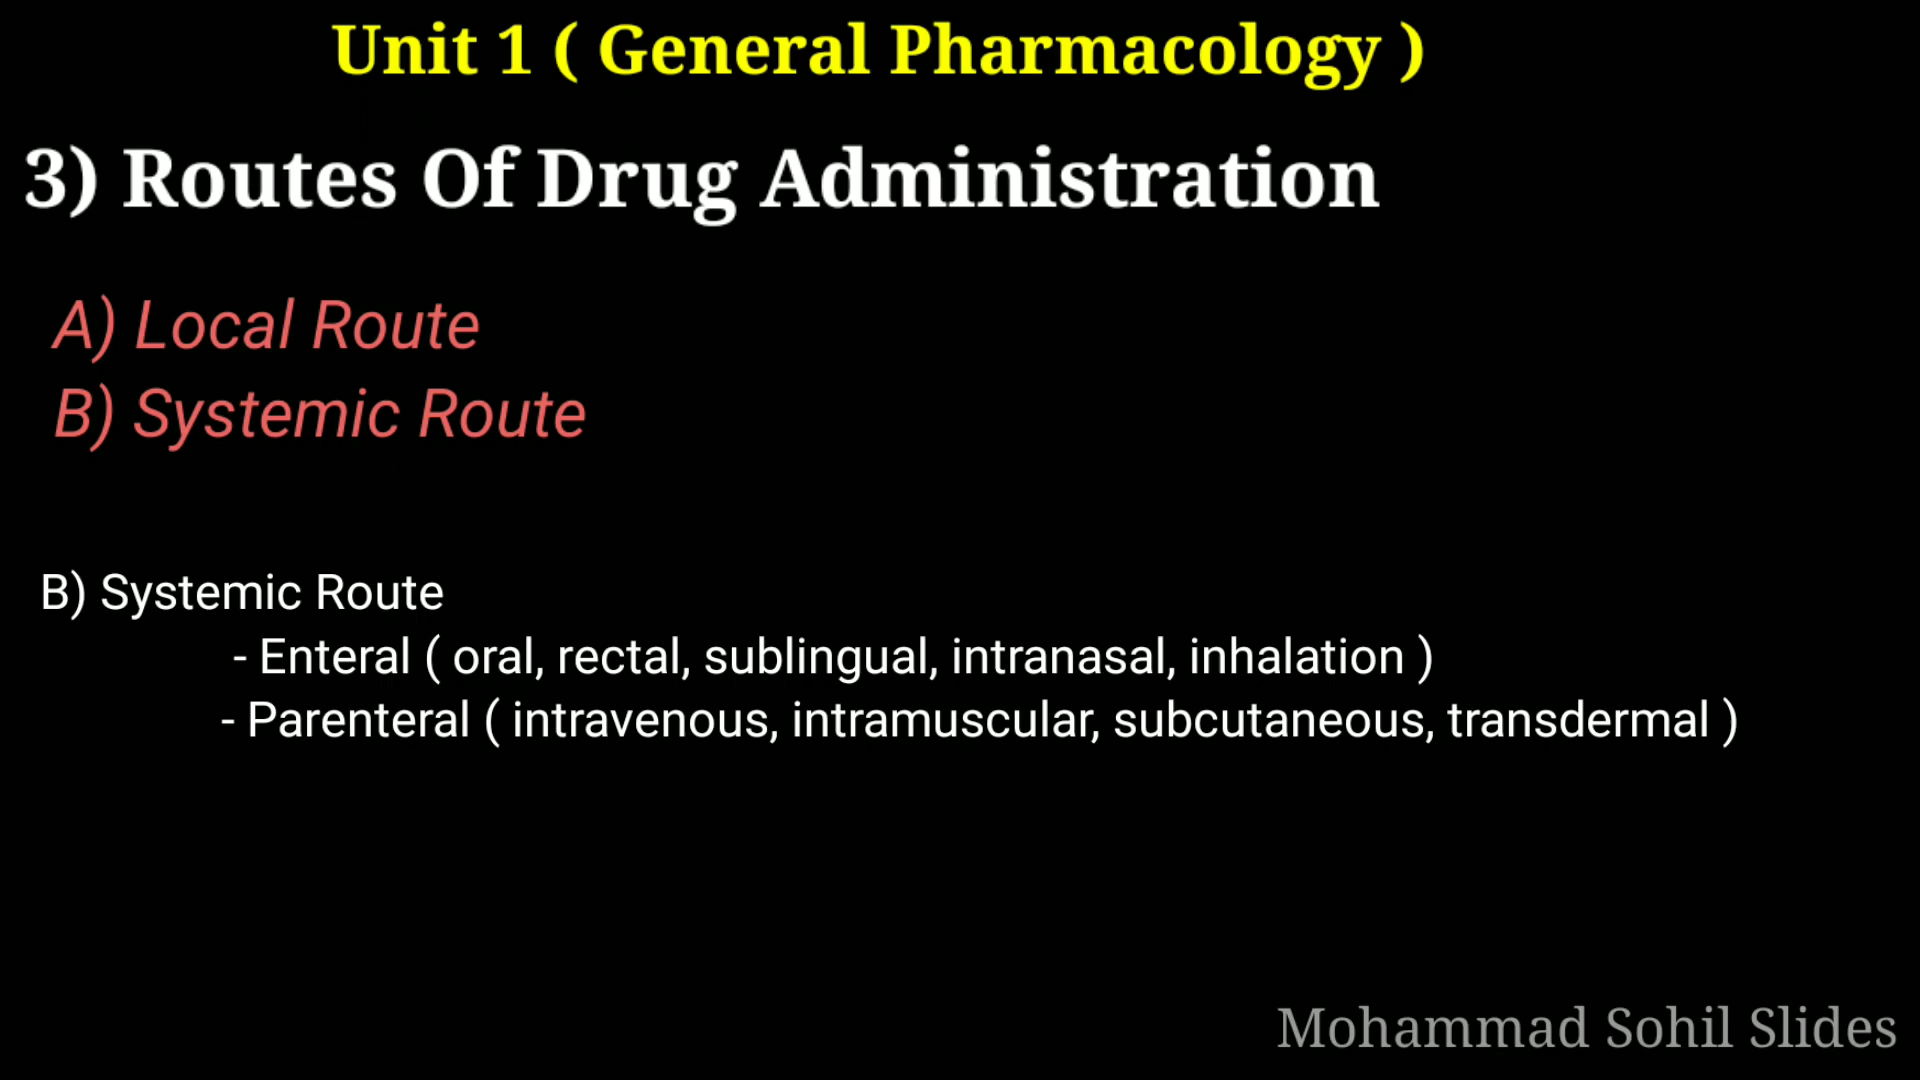 Unit 1 ( General Pharmacology )
3) Routes Of Drug Administration
A) Local Route
B) Systemic Route
B) Systemic Route
- Enteral ( oral, rectal, sublingual, intranasal, inhalation )
- Parenteral ( intravenous, intramuscular, subcutaneous, transdermal )
Mohammad Sohil Slides